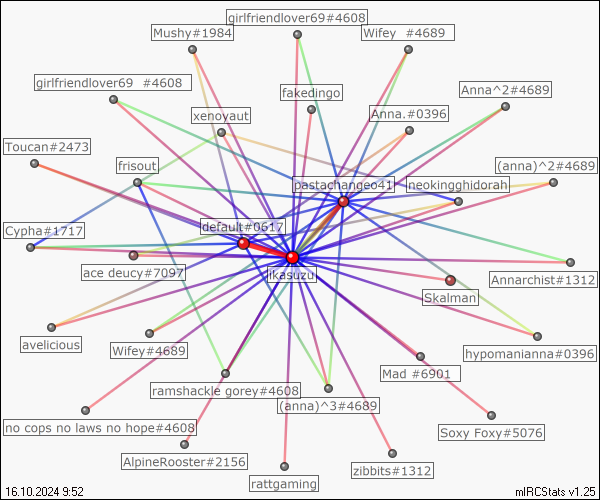 girlfriendlover69#4608
Mushy#1984
Wifey  #4689
girlfriendlover69  #4608
fakedingo
Anna^2#4689
xenoyaut
Anna.#0396
Toucan#2473
frisout
(anna)^2#4689
pastachangeo41
neokingghidorah
Cypha#1717
default#0617
ace deucy#7097
ikasuzu
Annarchist#1312
Skalman
avelicious
Wifey#4689
hypomanianna#0396
Mad #6901
ramshackle gorey#4608
(anna)^3#4689
no cops no laws no hope#4608
Soxy Foxy#5076
AlpineRooster#2156
zibbits#1312
rattgaming
16.10.2024 9:52
mIRCStats v1.25